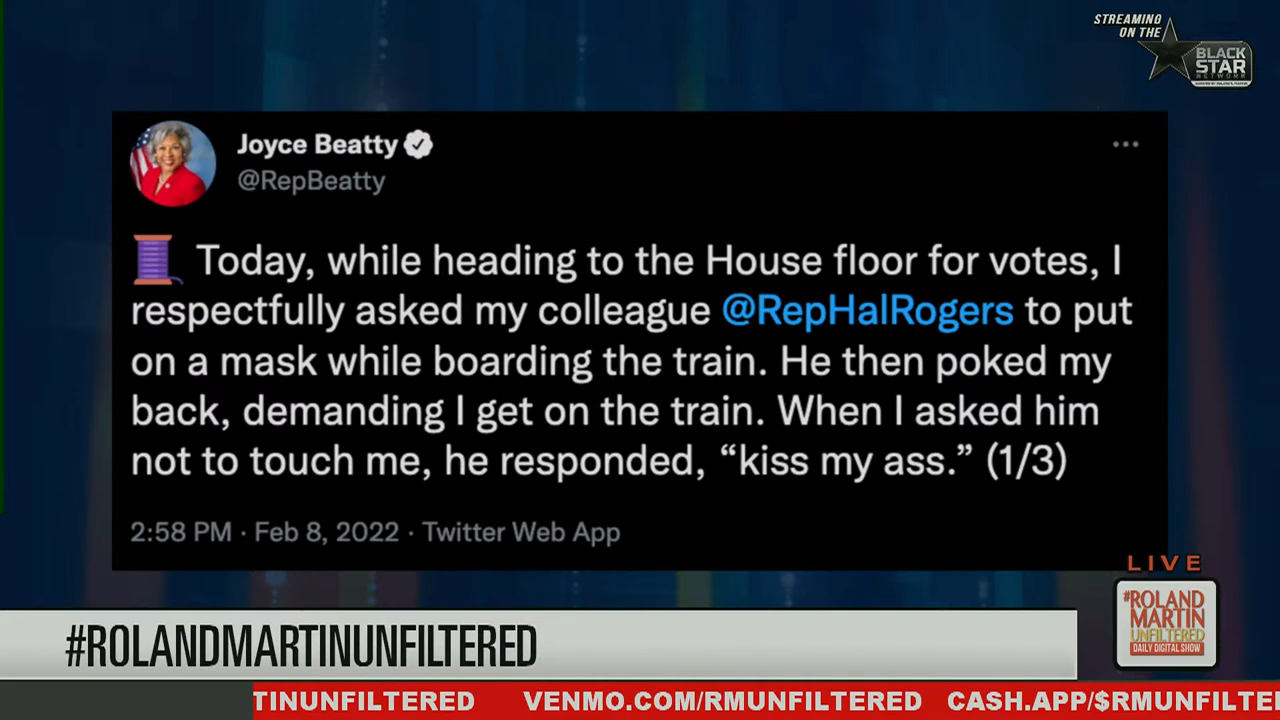 STREAMING
ON THE
BLACK
STAR
NETWORK
Joyce Beatty
@RepBeatty
Today, while heading to the House floor for votes, I
respectfully asked my colleague @RepHalRogers to put
on a mask while boarding the train. He then poked my
back, demanding I get on the train. When I asked him
not to touch me, he responded, “kiss my ass.” (1/3)
2:58 PM · Feb 8, 2022 · Twitter Web App
LIVE
#ROLAND
MARTIN
UNFILTERED
DAILY DIGITAL SHOW
#ROLANDMARTINUNFILTERED
TINUNFILTERED VENMO.COM/RMUNFILTERED CASH.APP/$RMUNFILTE